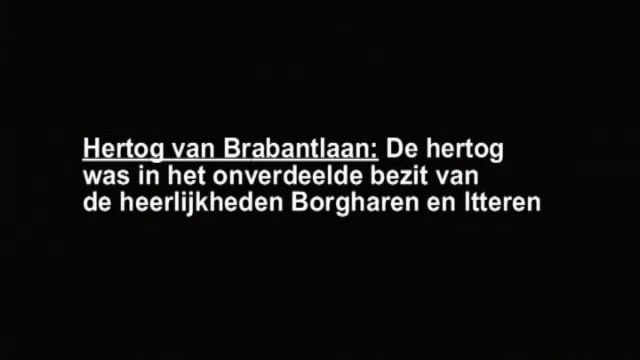 Hertog van Brabantlaan: De hertog
was in het onverdeelde bezit van
de heerlijkheden Borgharen en Itteren